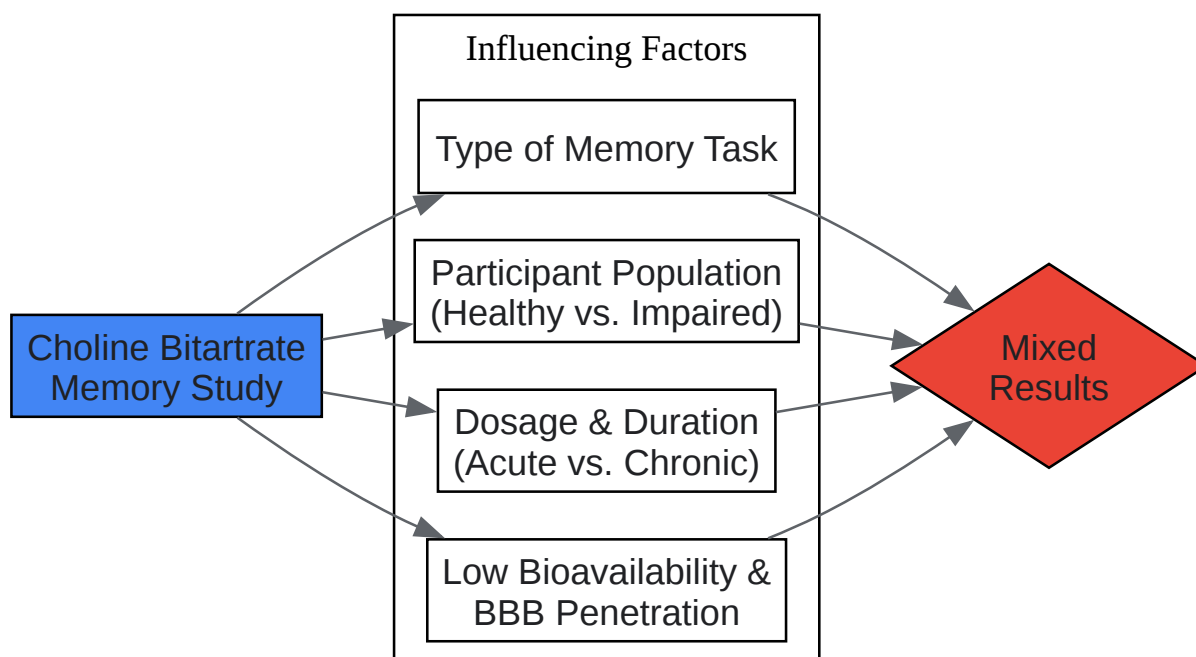 Influencing Factors
Type of Memory Task
Participant Population
(Healthy vs. Impaired)
Choline Bitartrate
Memory Study
Mixed
Results
Dosage & Duration
(Acute vs. Chronic)
Low Bioavailability &
BBB Penetration